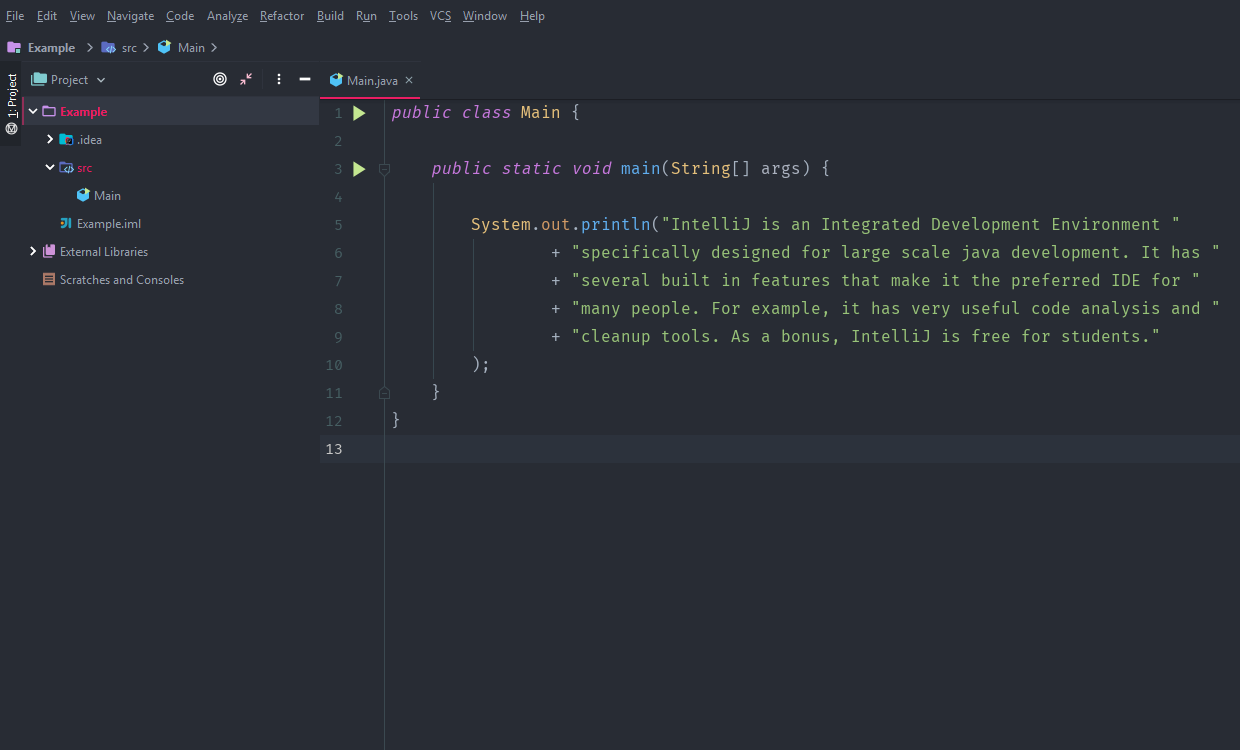 File Edit View Navigate Code Analyze Refactor Build Run Tools VCS Window Help
Example src Main
1: Project
Project
Example
.idea
src
Main
Example.iml
External Libraries
Scratches and Consoles
Main.java ×
1 public class Main {
2
3 public static void main(String[] args) {
4
5 System.out.println("IntelliJ is an Integrated Development Environment "
6 + "specifically designed for large scale java development. It has "
7 + "several built in features that make it the preferred IDE for "
8 + "many people. For example, it has very useful code analysis and "
9 + "cleanup tools. As a bonus, IntelliJ is free for students."
10 );
11 }
12 }
13